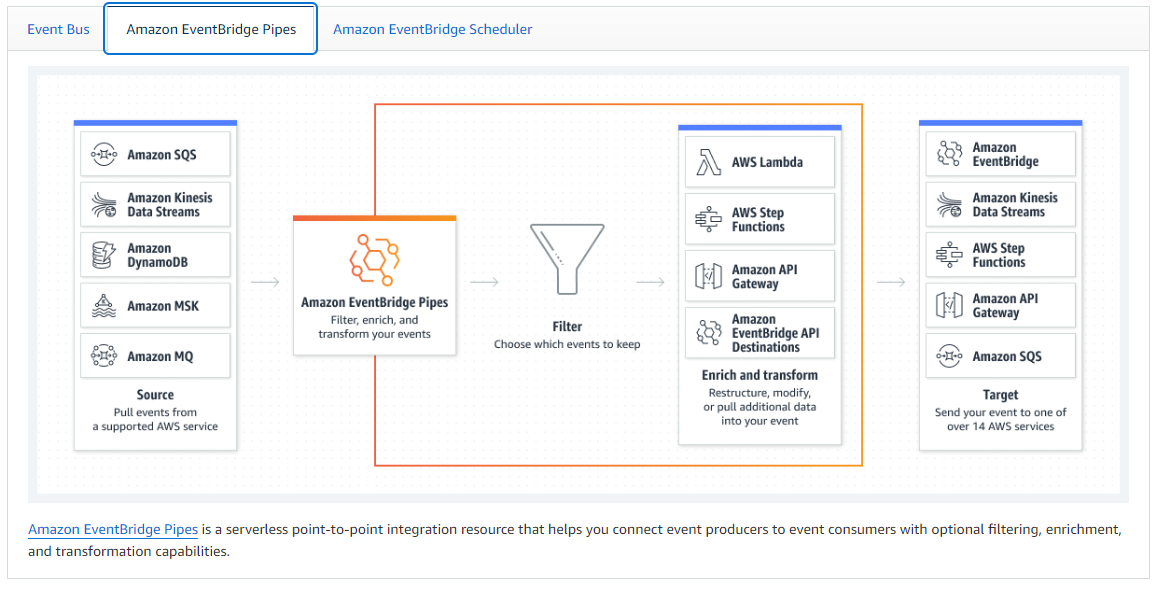 Event Bus
Amazon EventBridge Pipes
Amazon EventBridge Scheduler
Amazon SQS
Amazon Kinesis
Data Streams
Amazon
DynamoDB
Amazon MSK
Amazon MQ
Source
Pull events from
a supported AWS service
Amazon EventBridge Pipes
Filter, enrich, and
transform your events
Filter
Choose which events to keep
AWS Lambda
AWS Step
Functions
Amazon API
Gateway
Amazon
EventBridge API
Destinations
Enrich and transform
Restructure, modify,
or pull additional data
into your event
Amazon
EventBridge
Amazon Kinesis
Data Streams
AWS Step
Functions
Amazon API
Gateway
Amazon SQS
Target
Send your event to one of
over 14 AWS services
Amazon EventBridge Pipes is a serverless point-to-point integration resource that helps you connect event producers to event consumers with optional filtering, enrichment,
and transformation capabilities.